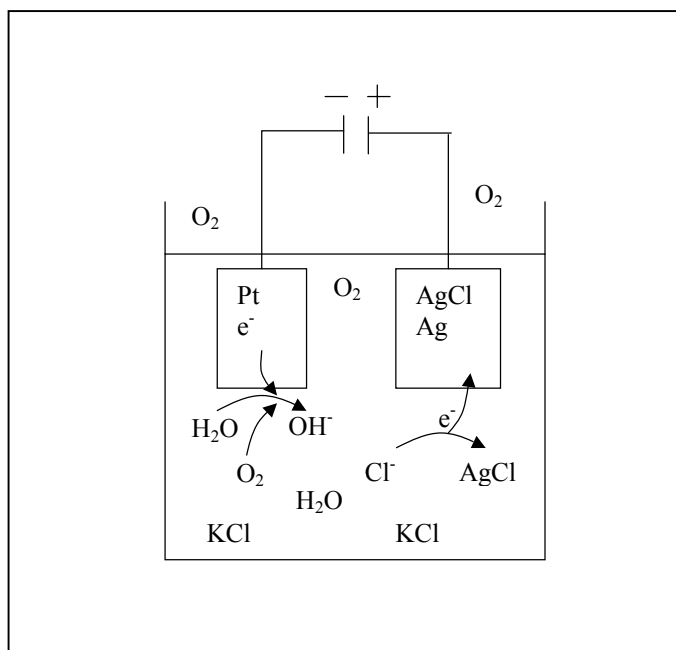 − +
O₂
O₂
O₂
Pt
e⁻
AgCl
Ag
H₂O
OH⁻
O₂
e⁻
Cl⁻
AgCl
H₂O
KCl
KCl